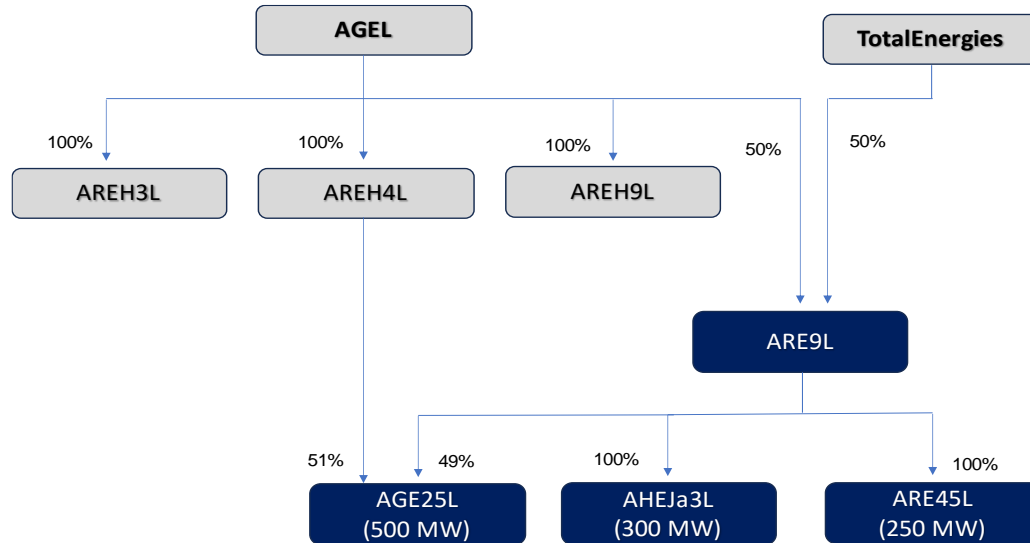 AGEL
TotalEnergies
100%
100%
100%
50%
50%
AREH3L
AREH4L
AREH9L
ARE9L
51%
49%
100%
100%
AGE25L
(500 MW)
AHEJa3L
(300 MW)
ARE45L
(250 MW)